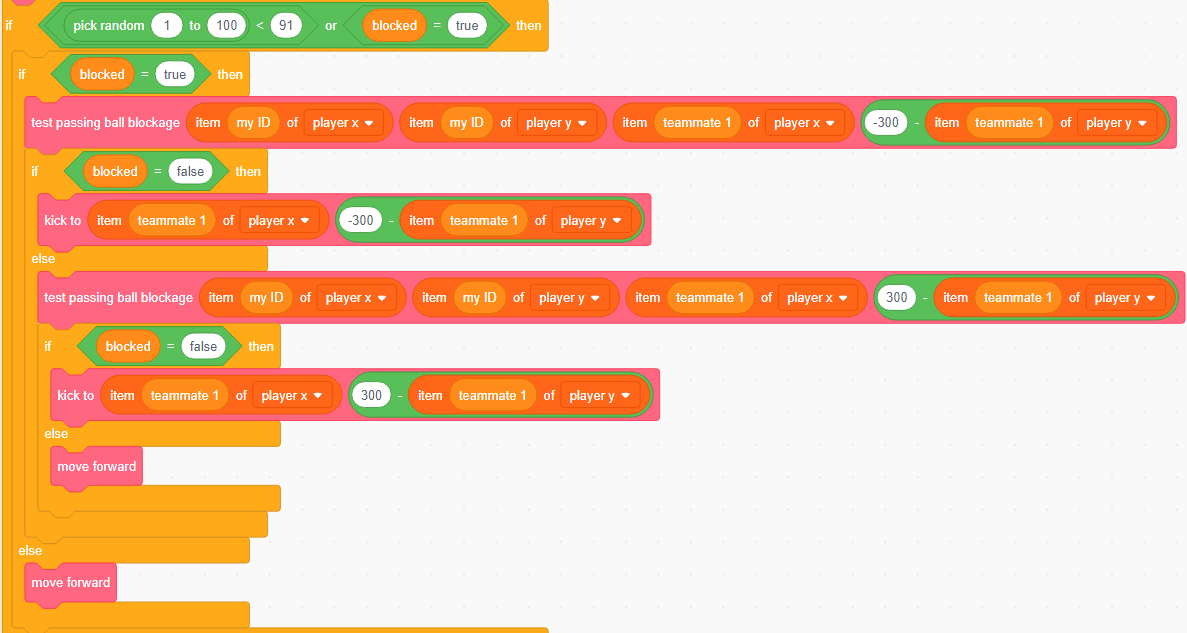 if pick random 1 to 100 < 91 or blocked = true then
if blocked = true then
test passing ball blockage item my ID of player x item my ID of player y item teammate 1 of player x -300 - item teammate 1 of player y
if blocked = false then
kick to item teammate 1 of player x -300 - item teammate 1 of player y
else
test passing ball blockage item my ID of player x item my ID of player y item teammate 1 of player x 300 - item teammate 1 of player y
if blocked = false then
kick to item teammate 1 of player x 300 - item teammate 1 of player y
else
move forward
else
move forward